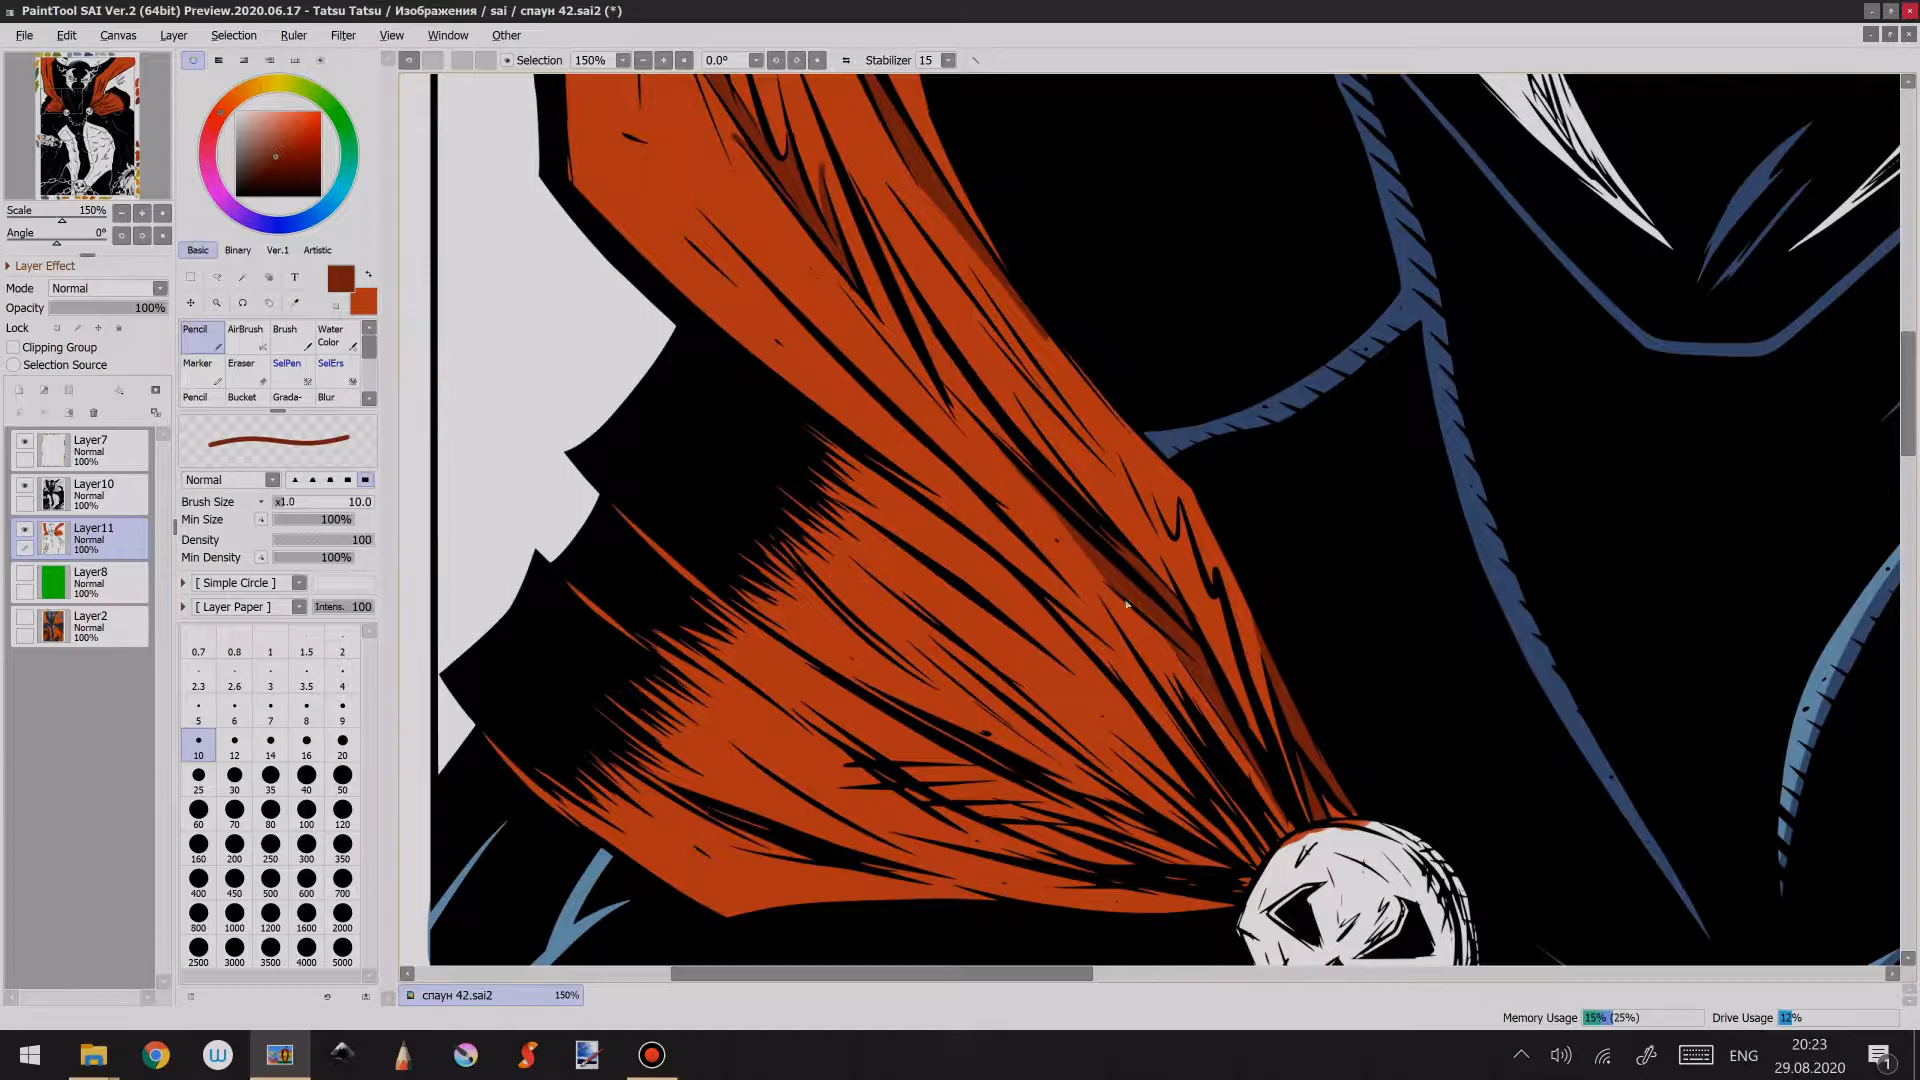 PaintTool SAI Ver.2 (64bit) Preview.2020.06.17 - Tatsu Tatsu / Изображения / sai / спаун 42.sai2 (*)
File Edit Canvas Layer Selection Ruler Filter View Window Other
Selection 150% 0.0° Stabilizer 15
Scale 150%
Angle 0°
Layer Effect
Mode Normal
Opacity 100%
Lock
Clipping Group
Selection Source
Layer7
Normal
100%
Layer10
Normal
100%
Layer11
Normal
100%
Layer8
Normal
100%
Layer2
Normal
100%
Basic Binary Ver.1 Artistic
T
Pencil AirBrush Brush Water Color
Marker Eraser SelPen SelErs
Pencil Bucket Grada- Blur
Normal
Brush Size x1.0 10.0
Min Size 100%
Density 100
Min Density 100%
[ Simple Circle ]
[ Layer Paper ] Intens. 100
0.7 0.8 1 1.5 2
2.3 2.6 3 3.5 4
5 6 7 8 9
10 12 14 16 20
25 30 35 40 50
60 70 80 100 120
160 200 250 300 350
400 450 500 600 700
800 1000 1200 1600 2000
2500 3000 3500 4000 5000
спаун 42.sai2 150%
Memory Usage 15% (25%) Drive Usage 12%
ENG
20:23
29.08.2020
1